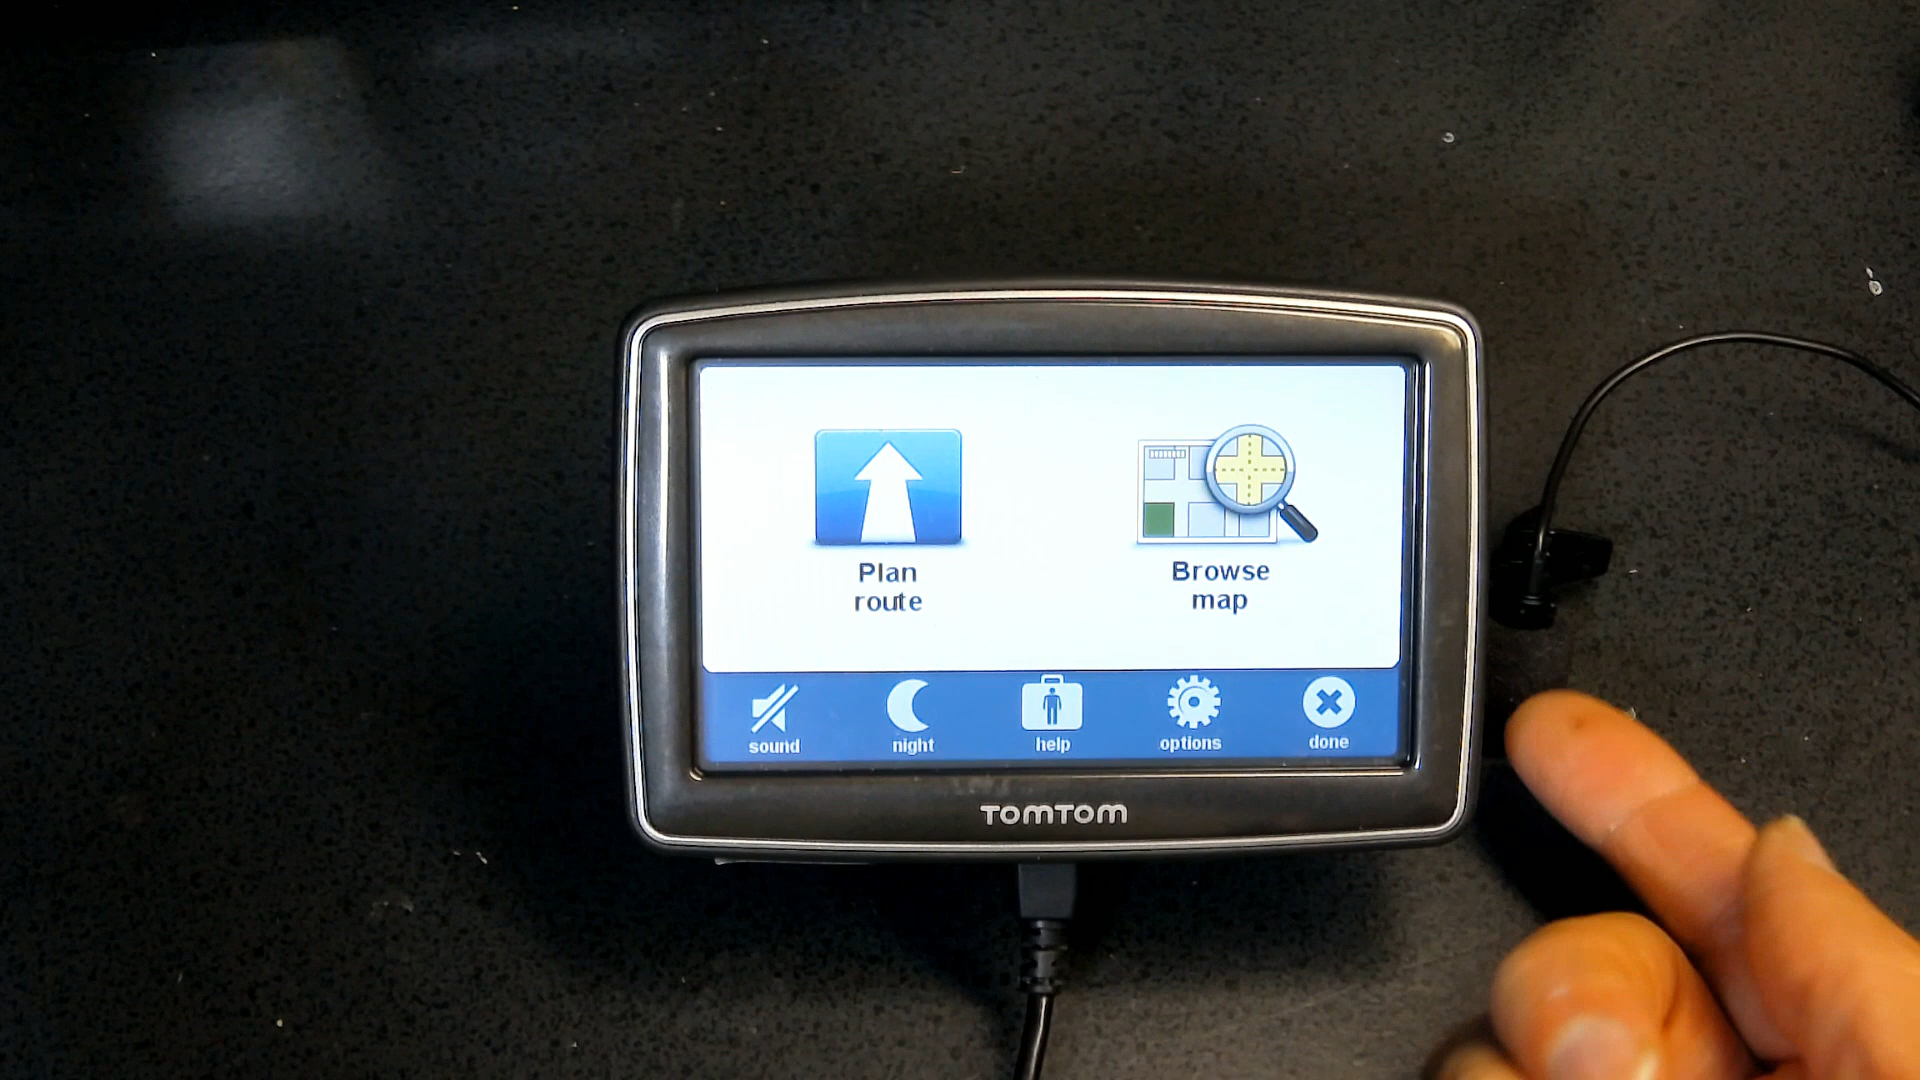 Plan
route
Browse
map
sound
night
help
options
done
TOMTOM